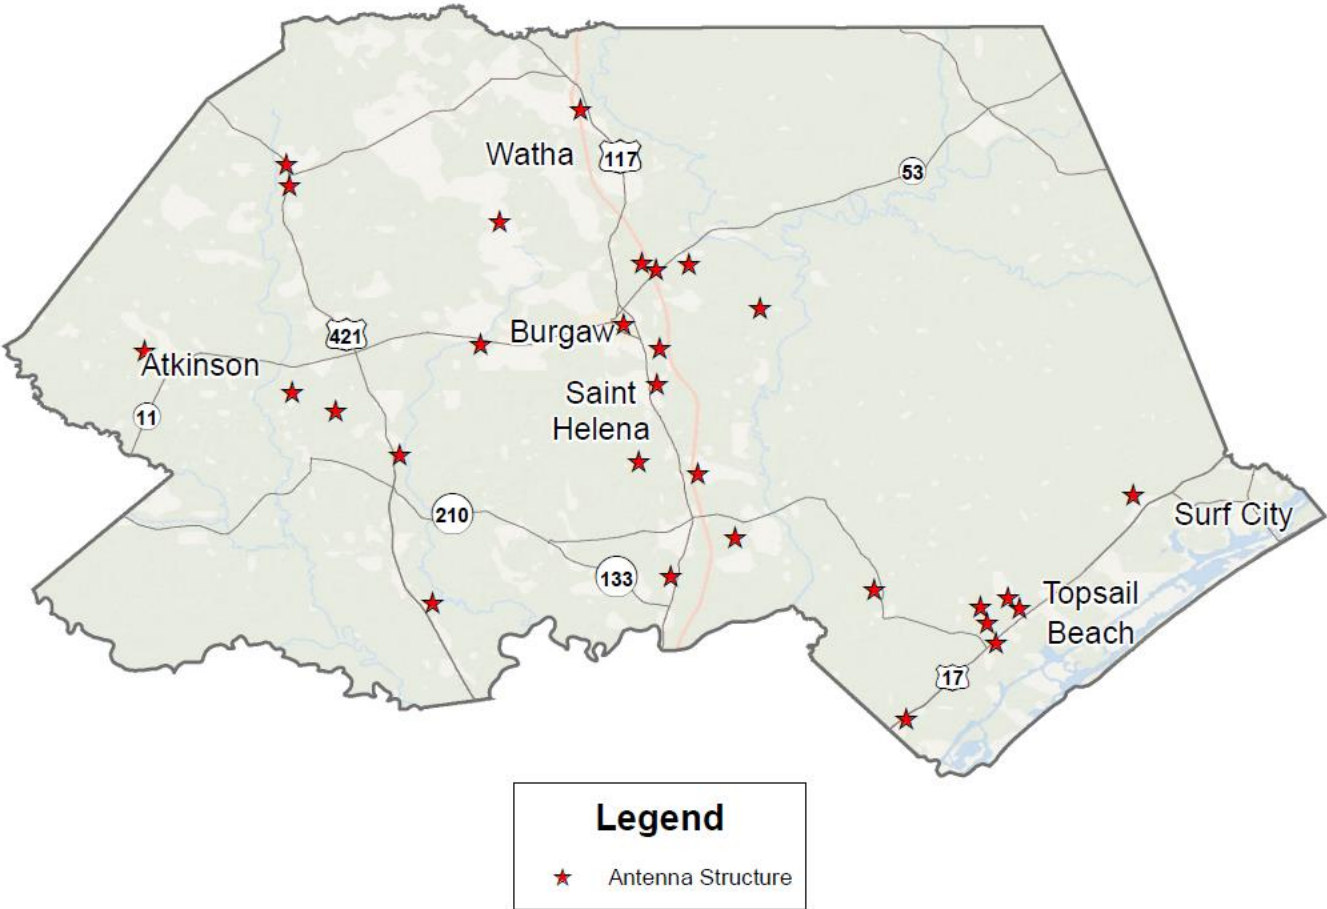 Watha
117
53
421
Burgaw
Atkinson
Saint
Helena
11
210
Surf City
133
Topsail
Beach
17
Legend
Antenna Structure